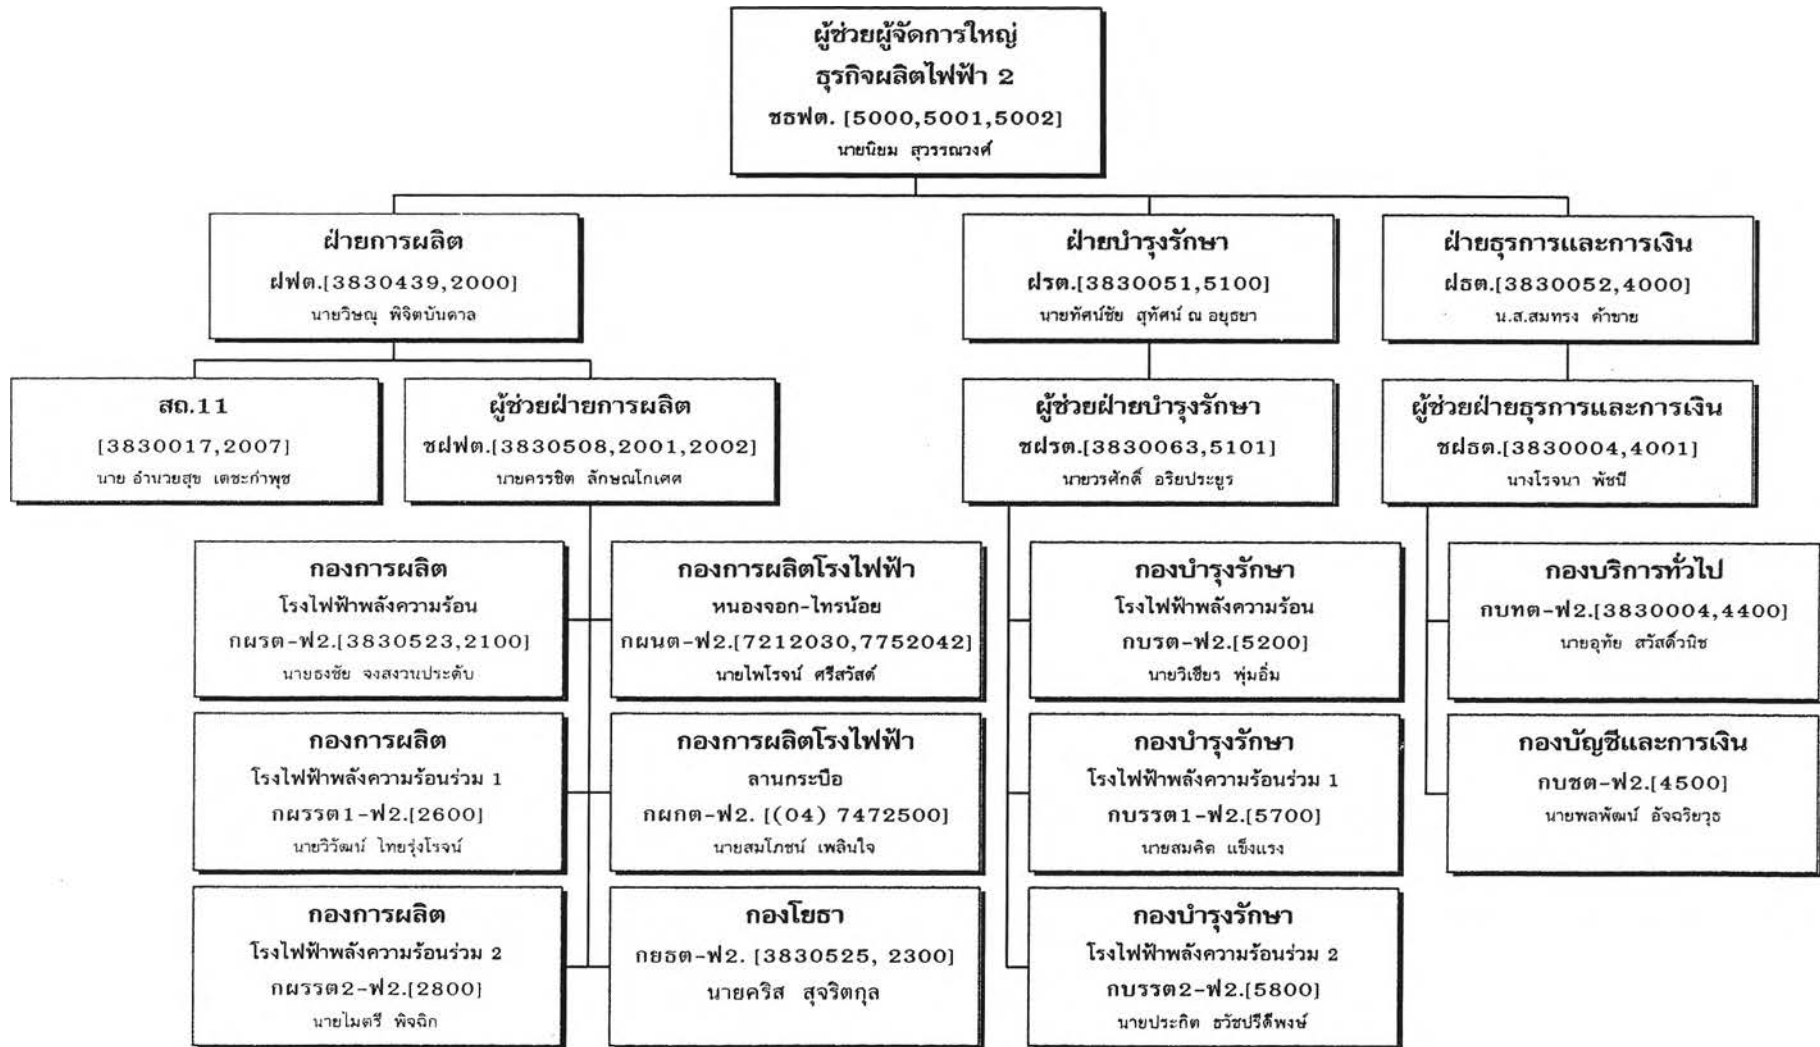 ผู้ช่วยผู้จัดการใหญ่
ธุรกิจผลิตไฟฟ้า 2
ชธฟต. [5000,5001,5002]
นายนิยม สุวรรณวงศ์
ฝ่ายการผลิต
ฝฟต.[3830439,2000]
นายวิษณุ พิจิตบันดาล
ฝ่ายบำรุงรักษา
ฝรต.[3830051,5100]
นายทัศน์ชัย สุทัศน์ ณ อยุธยา
ฝ่ายธุรการและการเงิน
ฝธต.[3830052,4000]
น.ส.สมทรง ค้าขาย
สถ.11
[3830017,2007]
นาย อำนวยสุข เตชะกำพุช
ผู้ช่วยฝ่ายการผลิต
ชฝฟต.[3830508,2001,2002]
นายครรชิต ลักษณโกเศศ
ผู้ช่วยฝ่ายบำรุงรักษา
ชฝรต.[3830063,5101]
นายวรศักดิ์ อริยประยูร
ผู้ช่วยฝ่ายธุรการและการเงิน
ชฝธต.[3830004,4001]
นางโรจนา พัชนี
กองการผลิต
โรงไฟฟ้าพลังความร้อน
กผรต-ฟ2.[3830523,2100]
นายธงชัย จงสงวนประดับ
กองการผลิตโรงไฟฟ้า
หนองจอก-ไทรน้อย
กผนต-ฟ2.[7212030,7752042]
นายไพโรจน์ ศรีสวัสต์
กองบำรุงรักษา
โรงไฟฟ้าพลังความร้อน
กบรต-ฟ2.[5200]
นายวิเชียร พุ่มอิ่ม
กองบริการทั่วไป
กบทต-ฟ2.[3830004,4400]
นายอุทัย สวัสดิ์วนิช
กองการผลิต
โรงไฟฟ้าพลังความร้อนร่วม 1
กผรรต1-ฟ2.[2600]
นายวิวัฒน์ ไทยรุ่งโรจน์
กองการผลิตโรงไฟฟ้า
ลานกระบือ
กผกต-ฟ2. [(04) 7472500]
นายสมโภชน์ เพลินใจ
กองบำรุงรักษา
โรงไฟฟ้าพลังความร้อนร่วม 1
กบรรต1-ฟ2.[5700]
นายสมคิด แข็งแรง
กองบัญชีและการเงิน
กบชต-ฟ2.[4500]
นายพลพัฒน์ อัจฉริยวุธ
กองการผลิต
โรงไฟฟ้าพลังความร้อนร่วม 2
กผรรต2-ฟ2.[2800]
นายไมตรี พิจฉิก
กองโยธา
กยธต-ฟ2. [3830525, 2300]
นายคริส สุจริตกุล
กองบำรุงรักษา
โรงไฟฟ้าพลังความร้อนร่วม 2
กบรรต2-ฟ2.[5800]
นายประกิต ธวัชปรีดีพงษ์